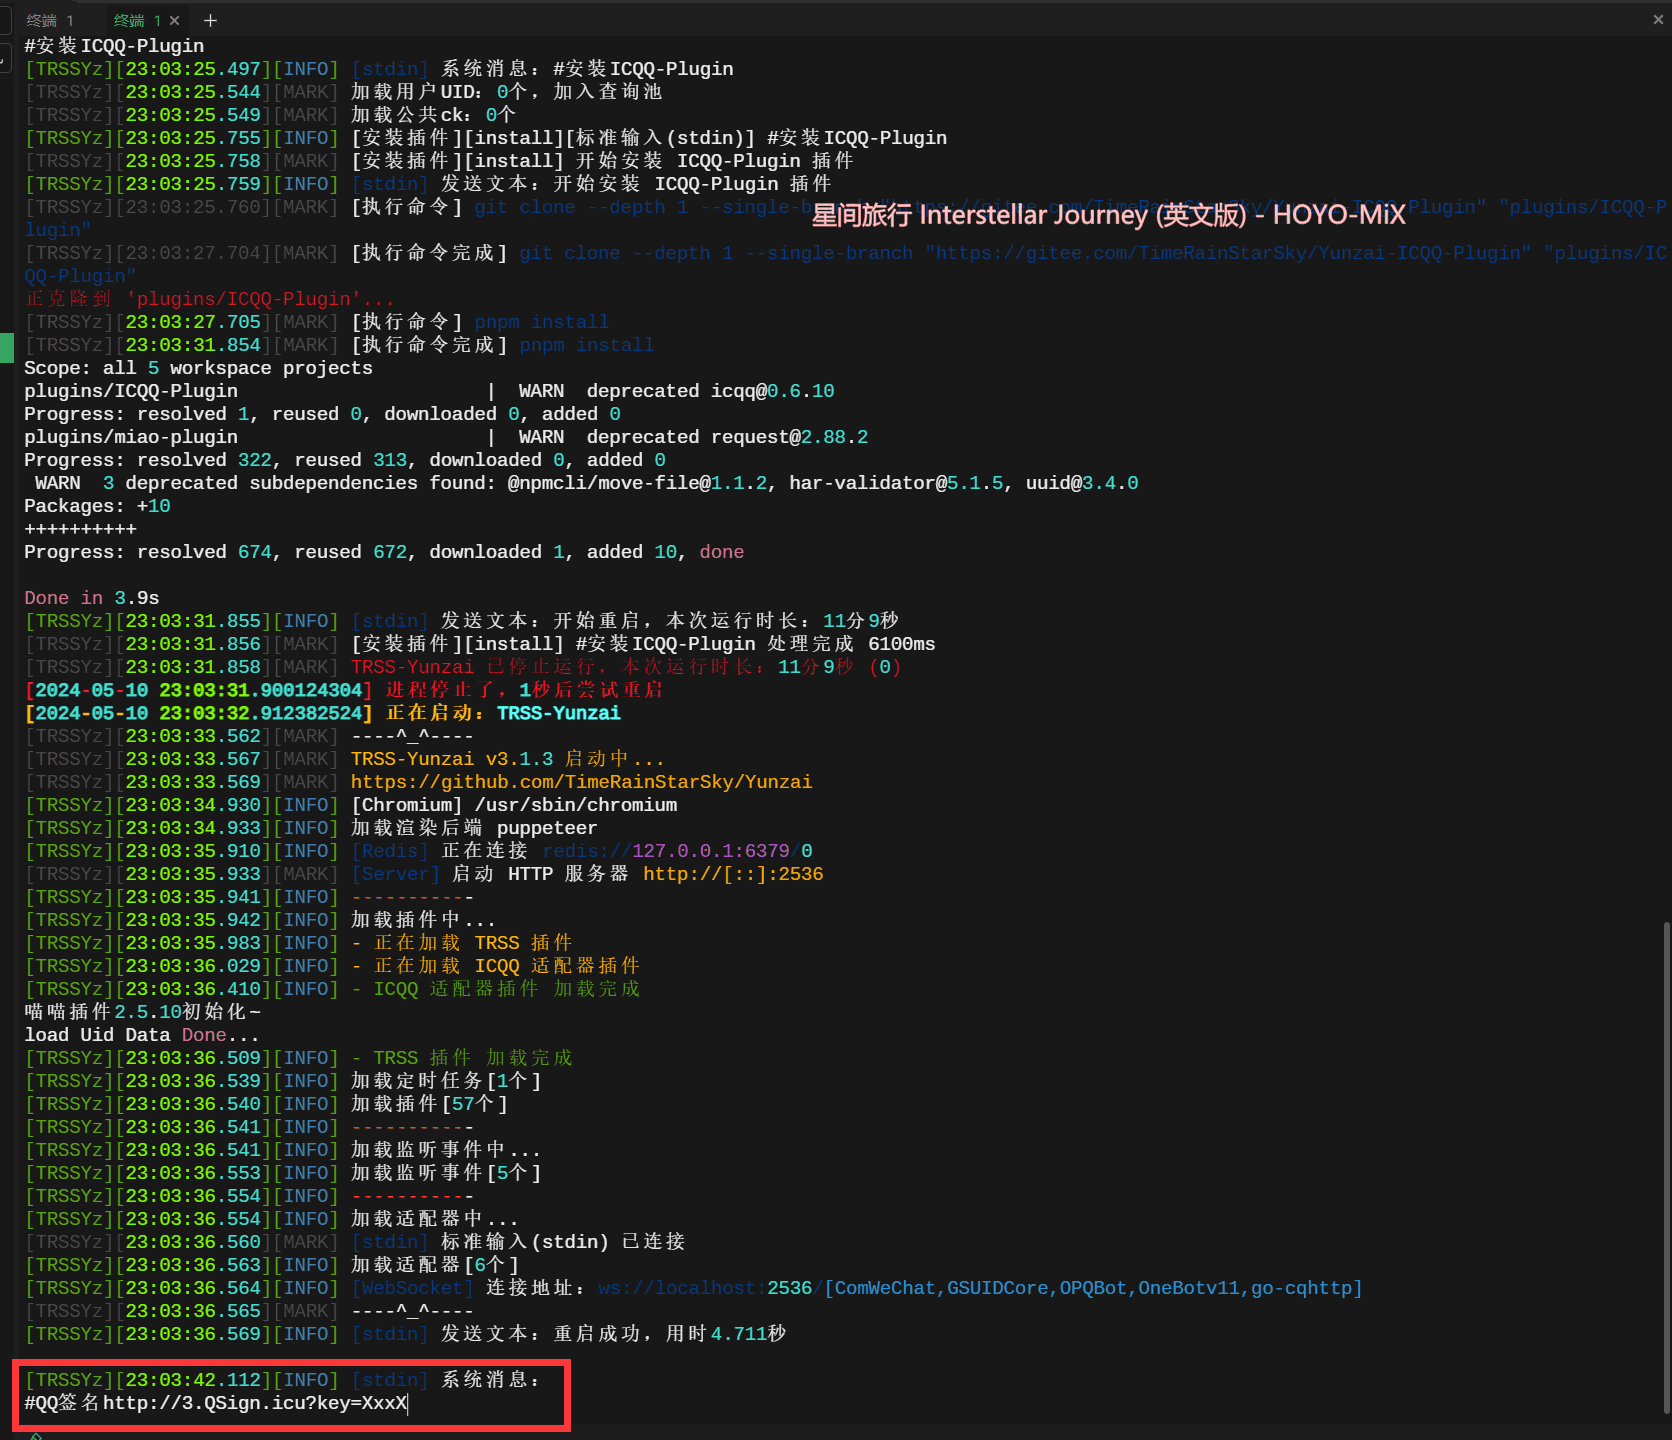 终端 1
终端 1 × +
×
#安装ICQQ-Plugin
[TRSSYz][23:03:25.497][INFO] [stdin] 系统消息: #安装ICQQ-Plugin
[TRSSYz][23:03:25.544][MARK] 加载用户UID: 0个，加入查询池
[TRSSYz][23:03:25.549][MARK] 加载公共ck: 0个
[TRSSYz][23:03:25.755][INFO] [安装插件][install][标准输入(stdin)] #安装ICQQ-Plugin
[TRSSYz][23:03:25.758][MARK] [安装插件][install] 开始安装 ICQQ-Plugin 插件
[TRSSYz][23:03:25.759][INFO] [stdin] 发送文本: 开始安装 ICQQ-Plugin 插件
[TRSSYz][23:03:25.760][MARK] [执行命令] git clone --depth 1 --single-branch "https://gitee.com/TimeRainStarSky/Yunzai-ICQQ-Plugin" "plugins/ICQQ-P
lugin"
星间旅行 Interstellar Journey (英文版) - HOYO-MiX
[TRSSYz][23:03:27.704][MARK] [执行命令完成] git clone --depth 1 --single-branch "https://gitee.com/TimeRainStarSky/Yunzai-ICQQ-Plugin" "plugins/IC
QQ-Plugin"
正克隆到 'plugins/ICQQ-Plugin'...
[TRSSYz][23:03:27.705][MARK] [执行命令] pnpm install
[TRSSYz][23:03:31.854][MARK] [执行命令完成] pnpm install
Scope: all 5 workspace projects
plugins/ICQQ-Plugin | WARN deprecated icqq@0.6.10
Progress: resolved 1, reused 0, downloaded 0, added 0
plugins/miao-plugin | WARN deprecated request@2.88.2
Progress: resolved 322, reused 313, downloaded 0, added 0
WARN 3 deprecated subdependencies found: @npmcli/move-file@1.1.2, har-validator@5.1.5, uuid@3.4.0
Packages: +10
++++++++++
Progress: resolved 674, reused 672, downloaded 1, added 10, done
Done in 3.9s
[TRSSYz][23:03:31.855][INFO] [stdin] 发送文本: 开始重启，本次运行时长: 11分9秒
[TRSSYz][23:03:31.856][MARK] [安装插件][install] #安装ICQQ-Plugin 处理完成 6100ms
[TRSSYz][23:03:31.858][MARK] TRSS-Yunzai 已停止运行，本次运行时长: 11分9秒 (0)
[2024-05-10 23:03:31.900124304] 进程停止了，1秒后尝试重启
[2024-05-10 23:03:32.912382524] 正在启动: TRSS-Yunzai
[TRSSYz][23:03:33.562][MARK] ----^_^----
[TRSSYz][23:03:33.567][MARK] TRSS-Yunzai v3.1.3 启动中...
[TRSSYz][23:03:33.569][MARK] https://github.com/TimeRainStarSky/Yunzai
[TRSSYz][23:03:34.930][INFO] [Chromium] /usr/sbin/chromium
[TRSSYz][23:03:34.933][INFO] 加载渲染后端 puppeteer
[TRSSYz][23:03:35.910][INFO] [Redis] 正在连接 redis://127.0.0.1:6379/0
[TRSSYz][23:03:35.933][MARK] [Server] 启动 HTTP 服务器 http://[::]:2536
[TRSSYz][23:03:35.941][INFO] -----------
[TRSSYz][23:03:35.942][INFO] 加载插件中...
[TRSSYz][23:03:35.983][INFO] - 正在加载 TRSS 插件
[TRSSYz][23:03:36.029][INFO] - 正在加载 ICQQ 适配器插件
[TRSSYz][23:03:36.410][INFO] - ICQQ 适配器插件 加载完成
喵喵插件2.5.10初始化~
load Uid Data Done...
[TRSSYz][23:03:36.509][INFO] - TRSS 插件 加载完成
[TRSSYz][23:03:36.539][INFO] 加载定时任务[1个]
[TRSSYz][23:03:36.540][INFO] 加载插件[57个]
[TRSSYz][23:03:36.541][INFO] -----------
[TRSSYz][23:03:36.541][INFO] 加载监听事件中...
[TRSSYz][23:03:36.553][INFO] 加载监听事件[5个]
[TRSSYz][23:03:36.554][INFO] -----------
[TRSSYz][23:03:36.554][INFO] 加载适配器中...
[TRSSYz][23:03:36.560][MARK] [stdin] 标准输入(stdin) 已连接
[TRSSYz][23:03:36.563][INFO] 加载适配器[6个]
[TRSSYz][23:03:36.564][INFO] [WebSocket] 连接地址: ws://localhost:2536/[ComWeChat,GSUIDCore,OPQBot,OneBotv11,go-cqhttp]
[TRSSYz][23:03:36.565][MARK] ----^_^----
[TRSSYz][23:03:36.569][INFO] [stdin] 发送文本: 重启成功，用时4.711秒
[TRSSYz][23:03:42.112][INFO] [stdin] 系统消息:
#QQ签名http://3.QSign.icu?key=XxxX